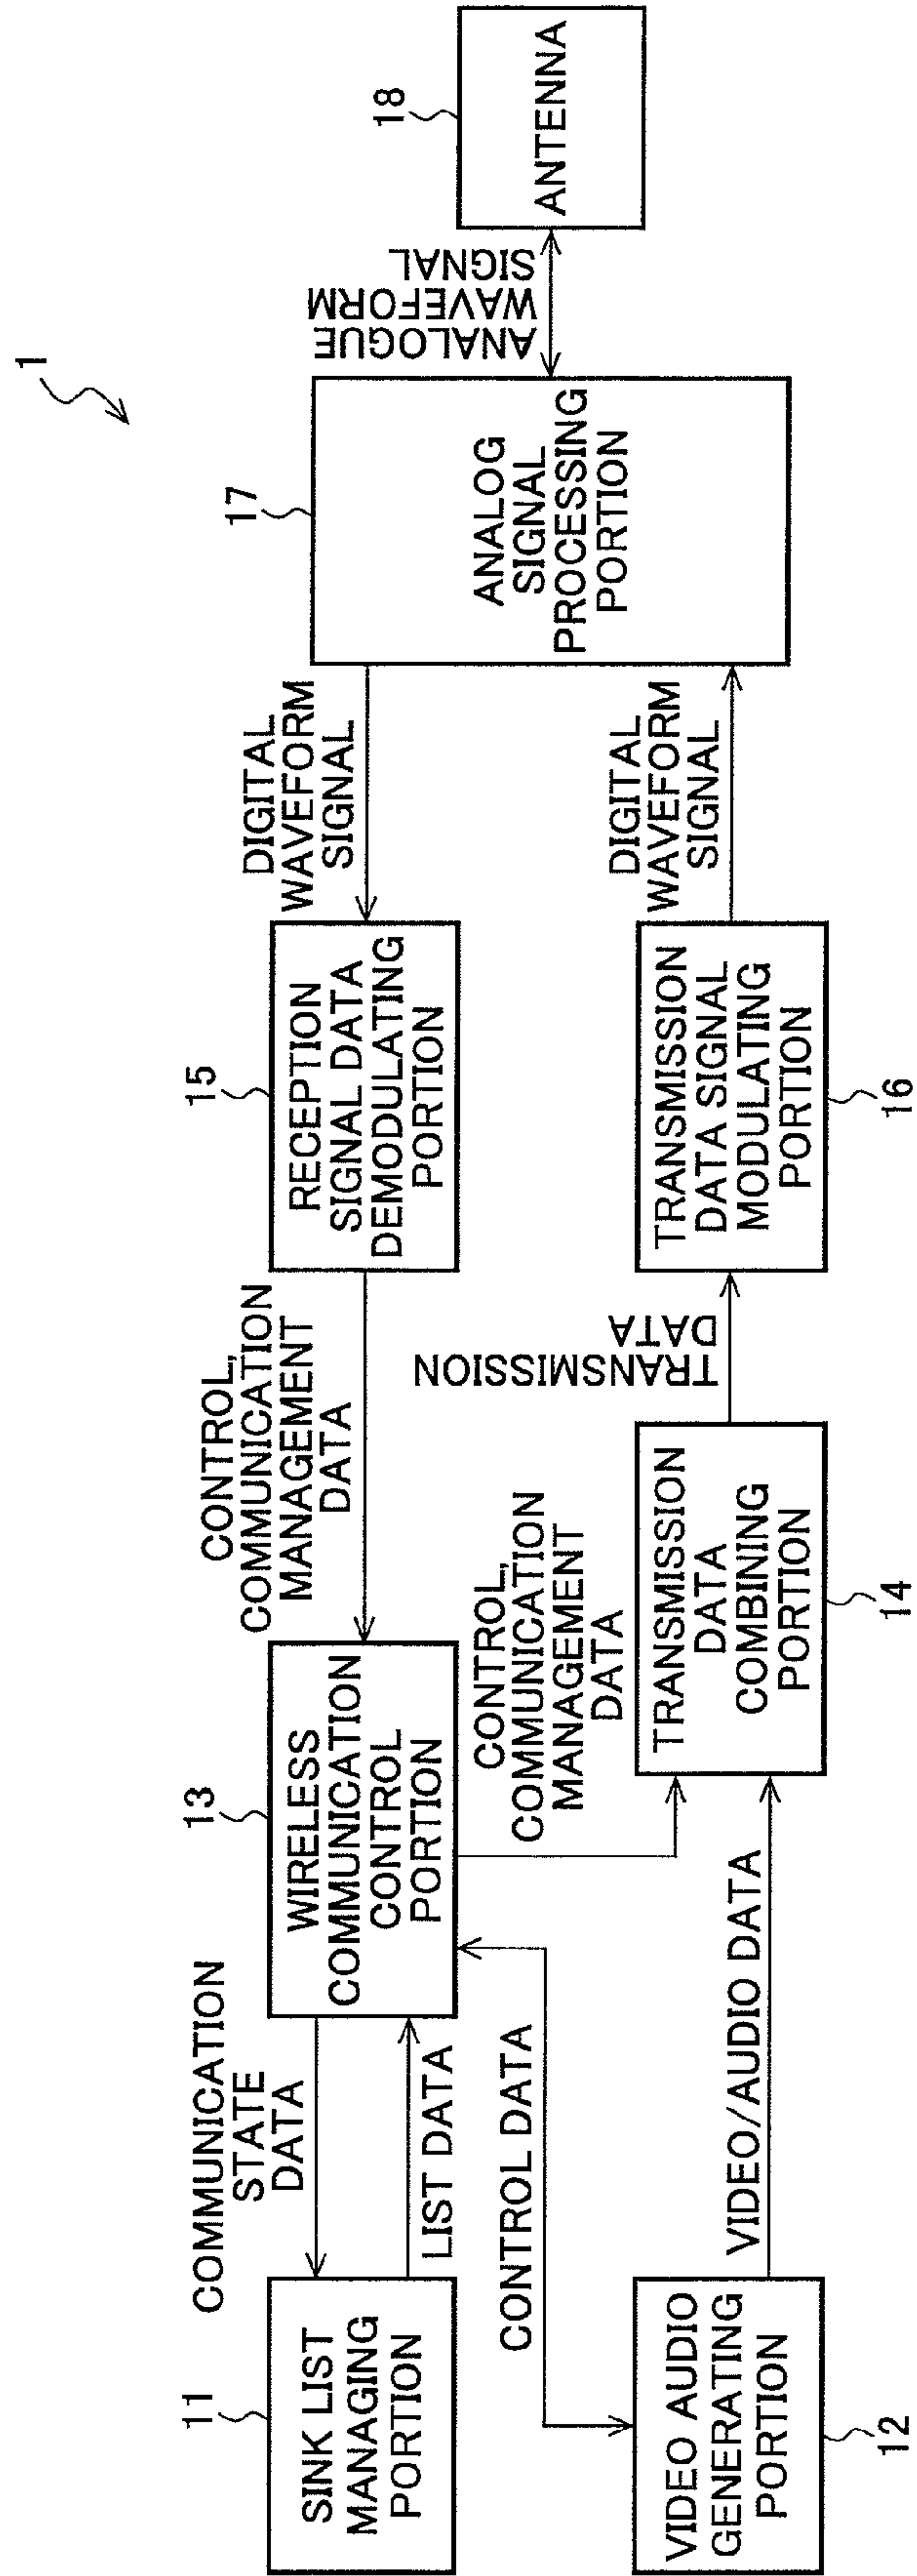 1
11
SINK LIST
MANAGING
PORTION
COMMUNICATION
STATE
DATA
LIST DATA
13
WIRELESS
COMMUNICATION
CONTROL
PORTION
CONTROL,
COMMUNICATION
MANAGEMENT
DATA
15
RECEPTION
SIGNAL DATA
DEMODULATING
PORTION
DIGITAL
WAVEFORM
SIGNAL
17
ANALOG
SIGNAL
PROCESSING
PORTION
ANALOGUE
WAVEFORM
SIGNAL
18
ANTENNA
CONTROL DATA
CONTROL,
COMMUNICATION
MANAGEMENT
DATA
VIDEO AUDIO
GENERATING
PORTION
12
VIDEO/AUDIO DATA
TRANSMISSION
DATA
COMBINING
PORTION
14
TRANSMISSION
DATA
TRANSMISSION
DATA SIGNAL
MODULATING
PORTION
16
DIGITAL
WAVEFORM
SIGNAL